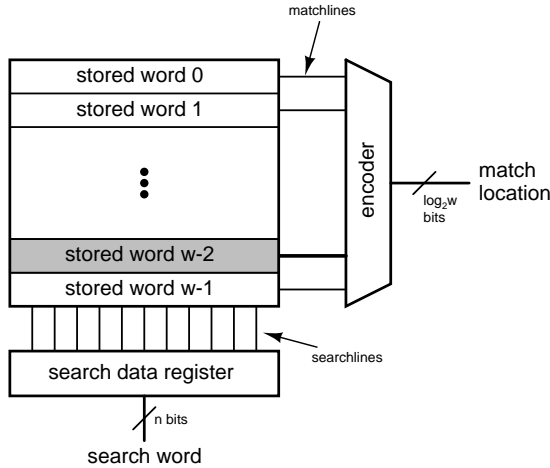 matchlines
stored word 0
stored word 1
encoder
match
location
log₂w
bits
stored word w-2
stored word w-1
searchlines
search data register
n bits
search word